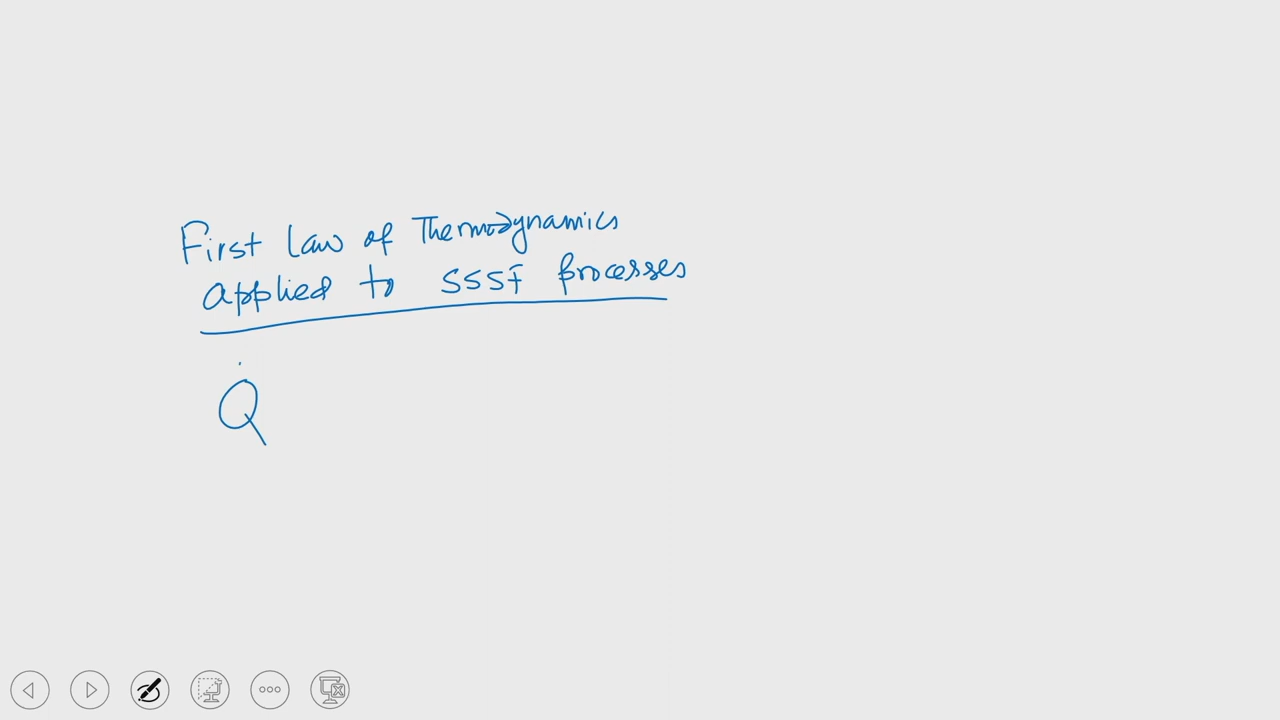 First Law of Thermodynamics
applied to SSSF processes
Q̇